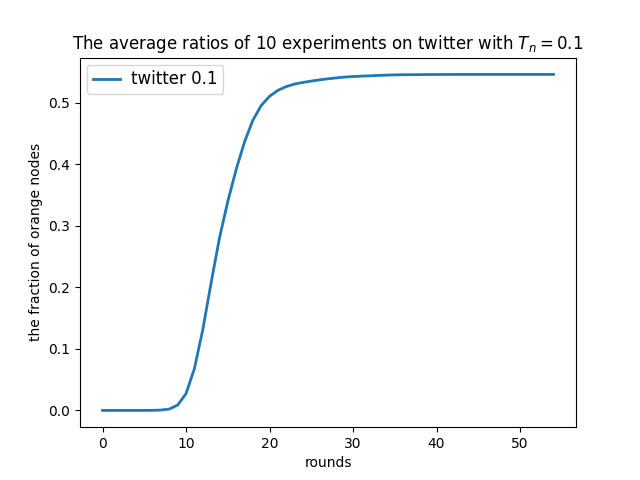 The average ratios of 10 experiments on twitter with $T_n = 0.1$
twitter 0.1
the fraction of orange nodes
0.5
0.4
0.3
0.2
0.1
0.0
0 10 20 30 40 50
rounds